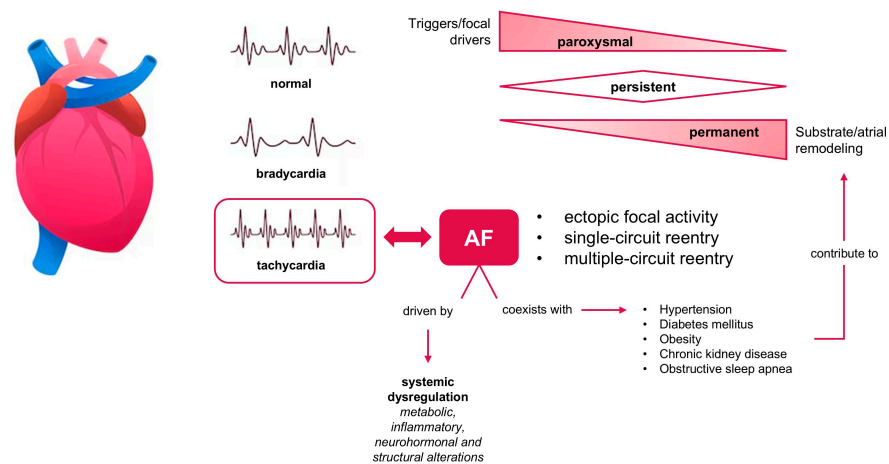 Triggers/focal
drivers
paroxysmal
normal
persistent
permanent
Substrate/atrial
remodeling
bradycardia
tachycardia
AF
• ectopic focal activity
• single-circuit reentry
• multiple-circuit reentry
contribute to
driven by
coexists with
• Hypertension
• Diabetes mellitus
• Obesity
• Chronic kidney disease
• Obstructive sleep apnea
systemic
dysregulation
metabolic,
inflammatory,
neurohormonal and
structural alterations